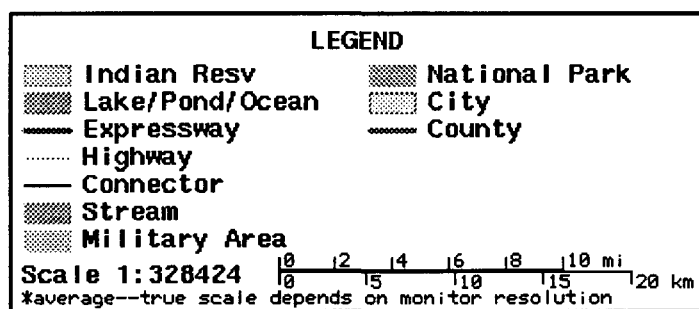 LEGEND
Indian Resv National Park
Lake/Pond/Ocean City
Expressway County
Highway
Connector
Stream
Military Area
0 2 4 6 8 10 mi
Scale 1:328424
0 5 10 15 20 km
*average--true scale depends on monitor resolution